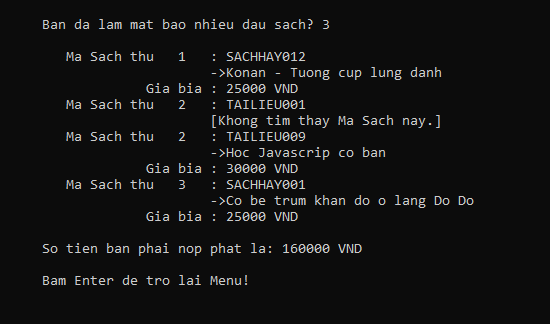 Ban da lam mat bao nhieu dau sach? 3
Ma Sach thu 1 : SACHHAY012
->Konan - Tuong cup lung danh
Gia bia : 25000 VND
Ma Sach thu 2 : TAILIEU001
[Khong tim thay Ma Sach nay.]
Ma Sach thu 2 : TAILIEU009
->Hoc Javascrip co ban
Gia bia : 30000 VND
Ma Sach thu 3 : SACHHAY001
->Co be trum khan do o lang Do Do
Gia bia : 25000 VND
So tien ban phai nop phat la: 160000 VND
Bam Enter de tro lai Menu!